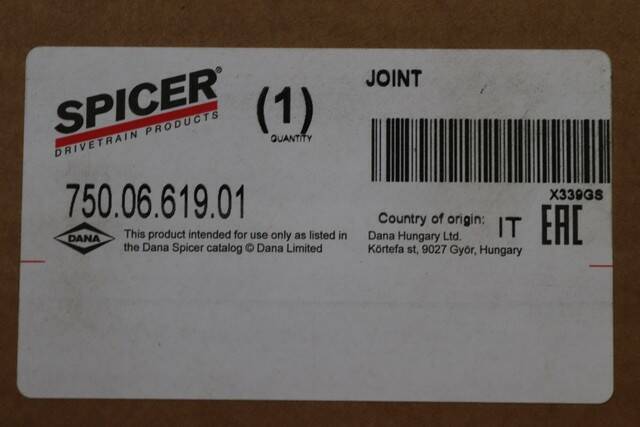 SPICER®
DRIVETRAIN PRODUCTS
(1)
QUANTITY
JOINT
X339GS
750.06.619.01
DANA
This product intended for use only as listed in
the Dana Spicer catalog © Dana Limited
Country of origin: IT
Dana Hungary Ltd.
Körtefa st, 9027 Györ, Hungary
EAC